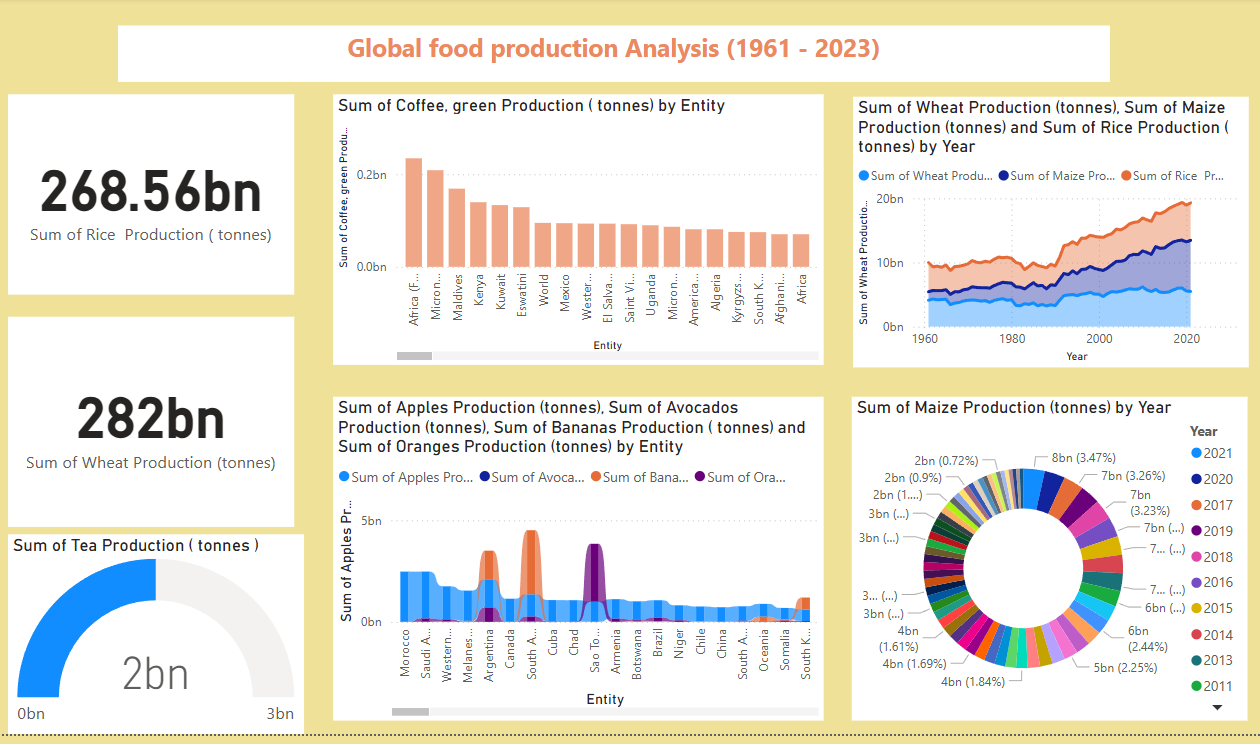 Global food production Analysis (1961 - 2023)
268.56bn
Sum of Rice Production ( tonnes)
282bn
Sum of Wheat Production (tonnes)
Sum of Tea Production ( tonnes )
2bn
0bn
3bn
Sum of Coffee, green Production ( tonnes) by Entity
Sum of Coffee, green Produ...
0.2bn
0.0bn
Africa (F...
Micron...
Maldives
Kenya
Kuwait
Eswatini
World
Mexico
Wester...
El Salva...
Saint Vi...
Uganda
Micron...
America...
Algeria
Kyrgyzs...
South K...
Afghani...
Africa
Entity
Sum of Apples Production (tonnes), Sum of Avocados
Production (tonnes), Sum of Bananas Production ( tonnes) and
Sum of Oranges Production (tonnes) by Entity
Sum of Apples Pro...
Sum of Avoca...
Sum of Bana...
Sum of Ora...
Sum of Apples Pr...
5bn
0bn
Morocco
Saudi A...
Western...
Melanes...
Argentina
Canada
South A...
Cuba
Chad
Sao To...
Armenia
Botswana
Brazil
Niger
Chile
China
South A...
Oceania
Somalia
South K...
Entity
Sum of Wheat Production (tonnes), Sum of Maize
Production (tonnes) and Sum of Rice Production (
tonnes) by Year
Sum of Wheat Produ...
Sum of Maize Pro...
Sum of Rice Pr...
Sum of Wheat Productio...
20bn
10bn
0bn
1960
1980
2000
2020
Year
Sum of Maize Production (tonnes) by Year
8bn (3.47%)
7bn (3.26%)
7bn
(3.23%)
7bn (...)
7... (...)
7... (...)
6bn (...)
6bn
(2.44%)
5bn (2.25%)
4bn (1.84%)
4bn (1.69%)
4bn
(1.61%)
3bn (...)
3... (...)
3bn (...)
3bn (...)
2bn (1....)
2bn (0.9%)
2bn (0.72%)
Year
2021
2020
2017
2019
2018
2016
2015
2014
2013
2011